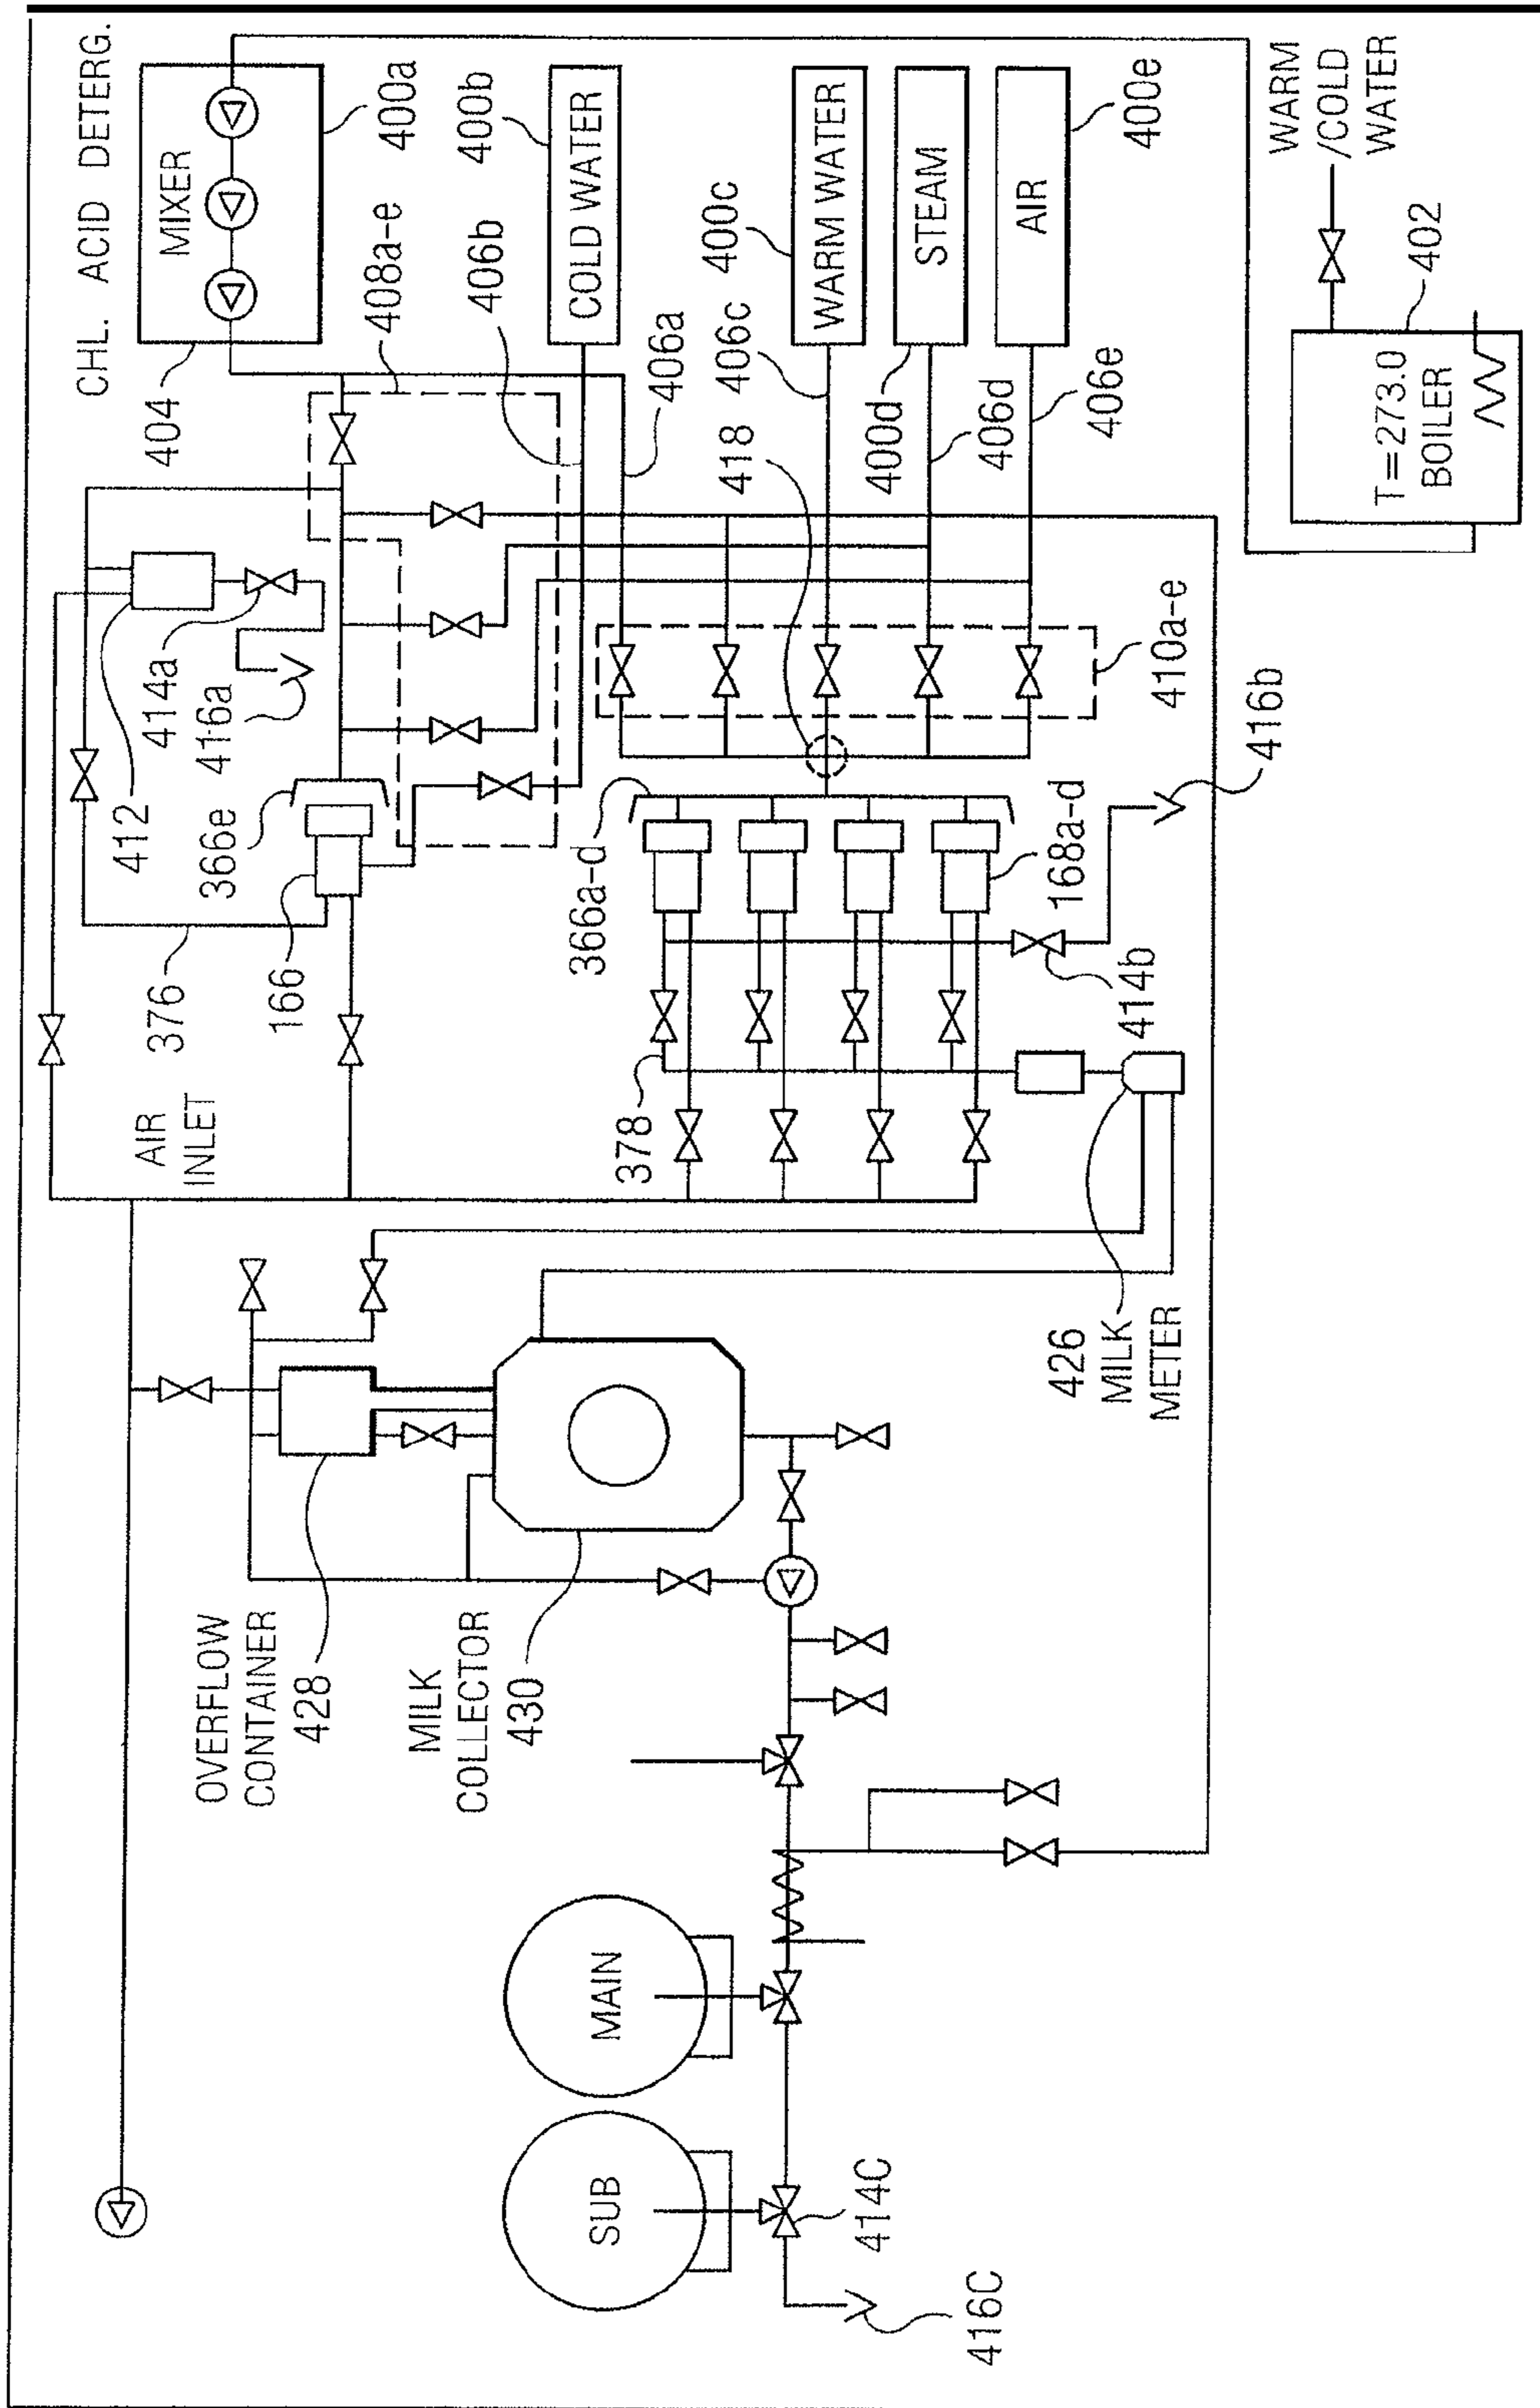 CHL. ACID DETERG.
MIXER
404
400a
408a-e
400b
COLD WATER
406b
406a
WARM WATER
400c
406c
STEAM
400d
406d
AIR
400e
406e
418
410a-e
WARM
/COLD
WATER
402
T=273.0
BOILER
412
414a
416a
366e
376
166
AIR
INLET
366a-d
168a-d
416b
414b
378
426
MILK
METER
OVERFLOW
CONTAINER
428
MILK
COLLECTOR
430
MAIN
SUB
414C
416C